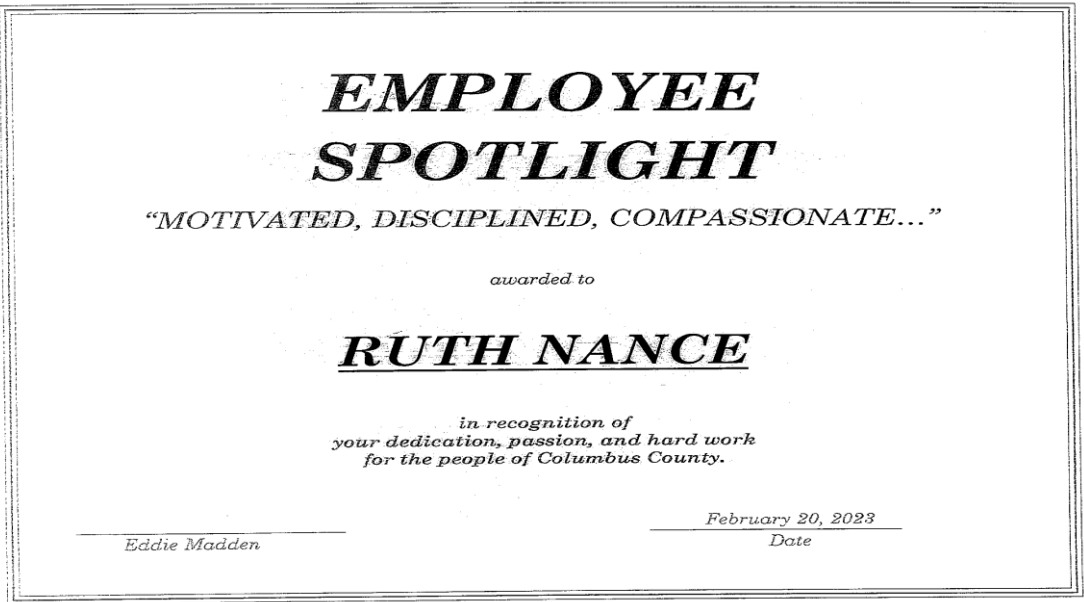 EMPLOYEE
SPOTLIGHT
“MOTIVATED, DISCIPLINED, COMPASSIONATE...”
awarded to
RUTH NANCE
in recognition of
your dedication, passion, and hard work
for the people of Columbus County.
February 20, 2023
Eddie Madden
Date